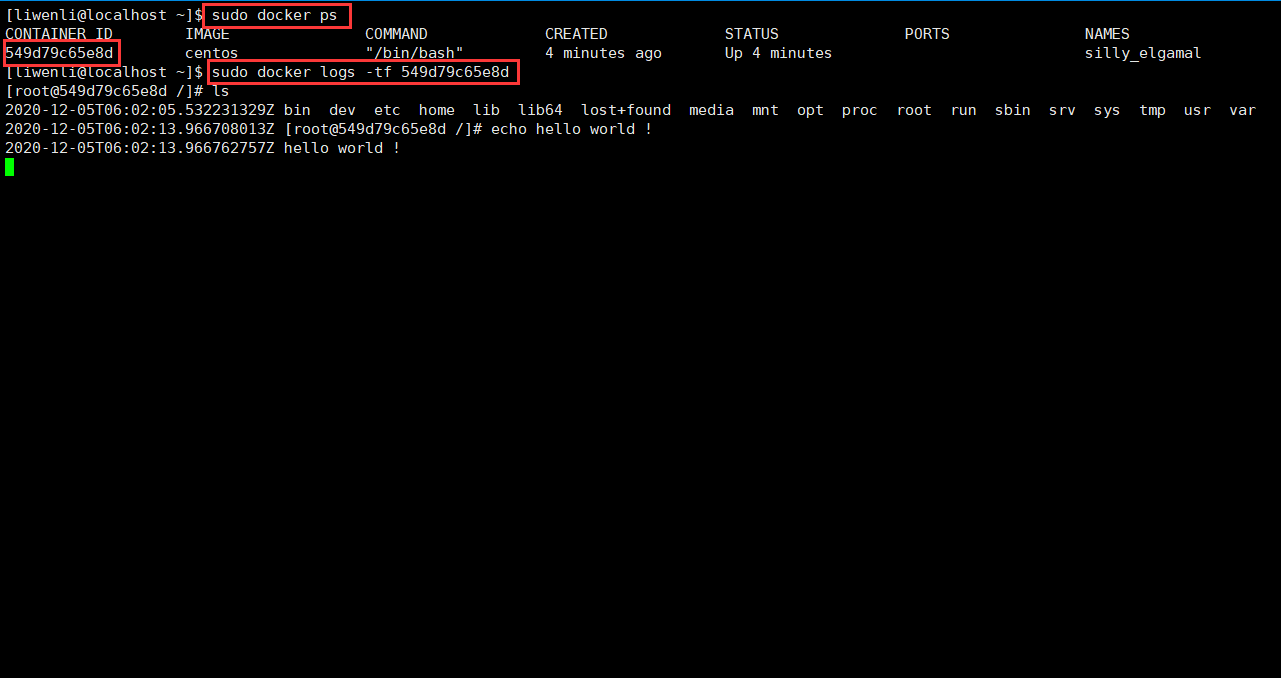 [liwenli@localhost ~]$ sudo docker ps
CONTAINER ID        IMAGE               COMMAND             CREATED             STATUS              PORTS               NAMES
549d79c65e8d        centos              "/bin/bash"         4 minutes ago       Up 4 minutes                            silly_elgamal
[liwenli@localhost ~]$ sudo docker logs -tf 549d79c65e8d
[root@549d79c65e8d /]# ls
2020-12-05T06:02:05.532231329Z bin  dev  etc  home  lib  lib64  lost+found  media  mnt  opt  proc  root  run  sbin  srv  sys  tmp  usr  var
2020-12-05T06:02:13.966708013Z [root@549d79c65e8d /]# echo hello world !
2020-12-05T06:02:13.966762757Z hello world !